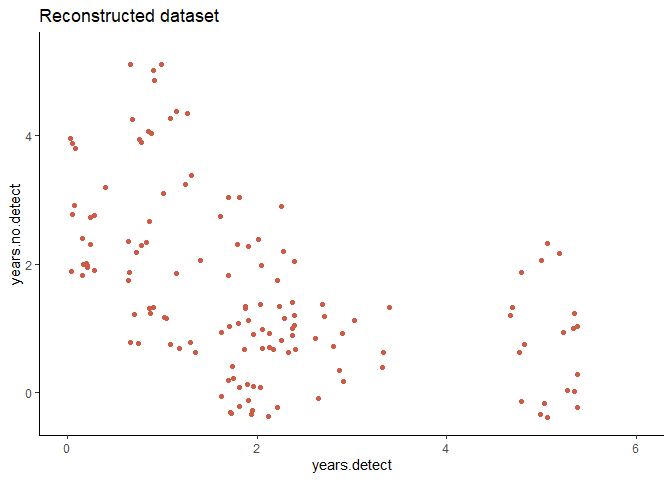 Reconstructed dataset
years.no.detect
4
2
0
0 2 4 6
years.detect